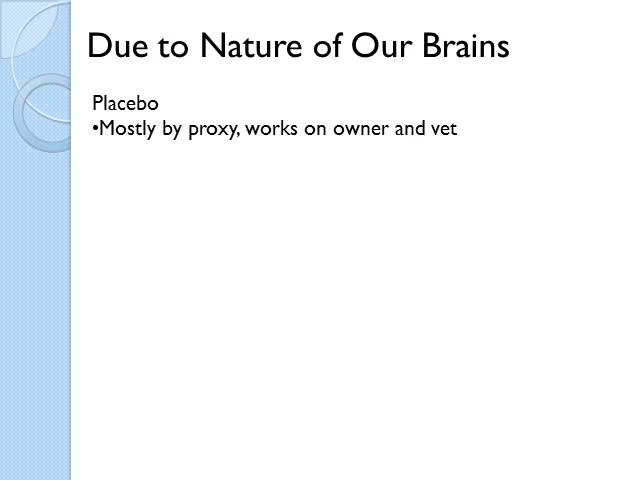 Due to Nature of Our Brains
Placebo
•Mostly by proxy, works on owner and vet